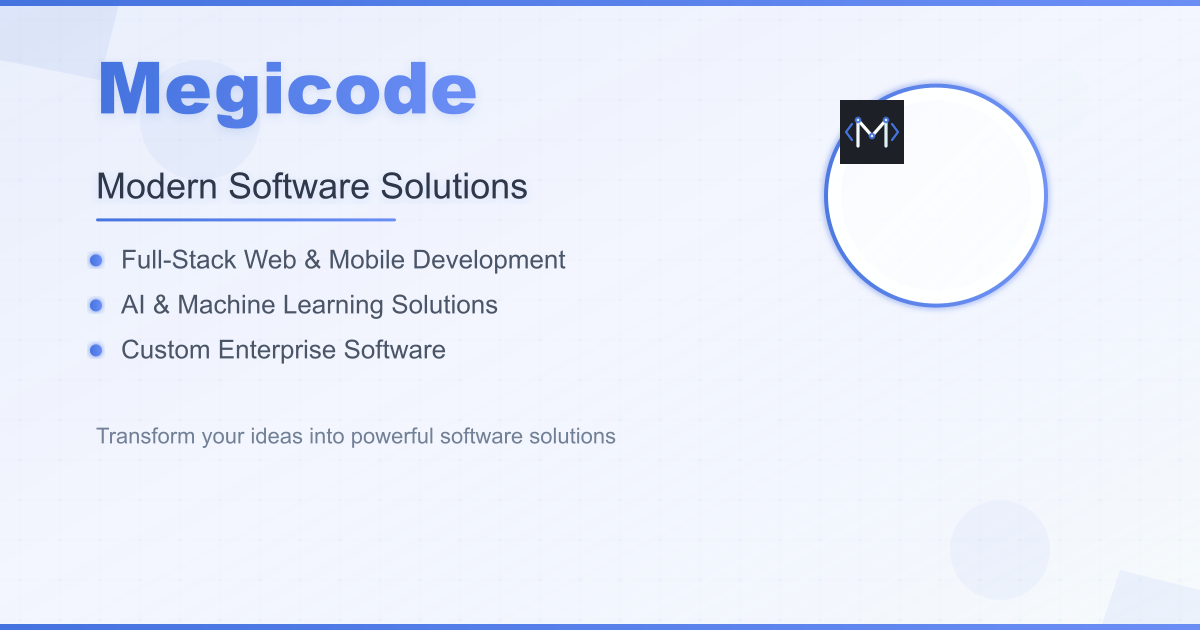 Megicode
<M>
Modern Software Solutions
Full-Stack Web & Mobile Development
AI & Machine Learning Solutions
Custom Enterprise Software
Transform your ideas into powerful software solutions